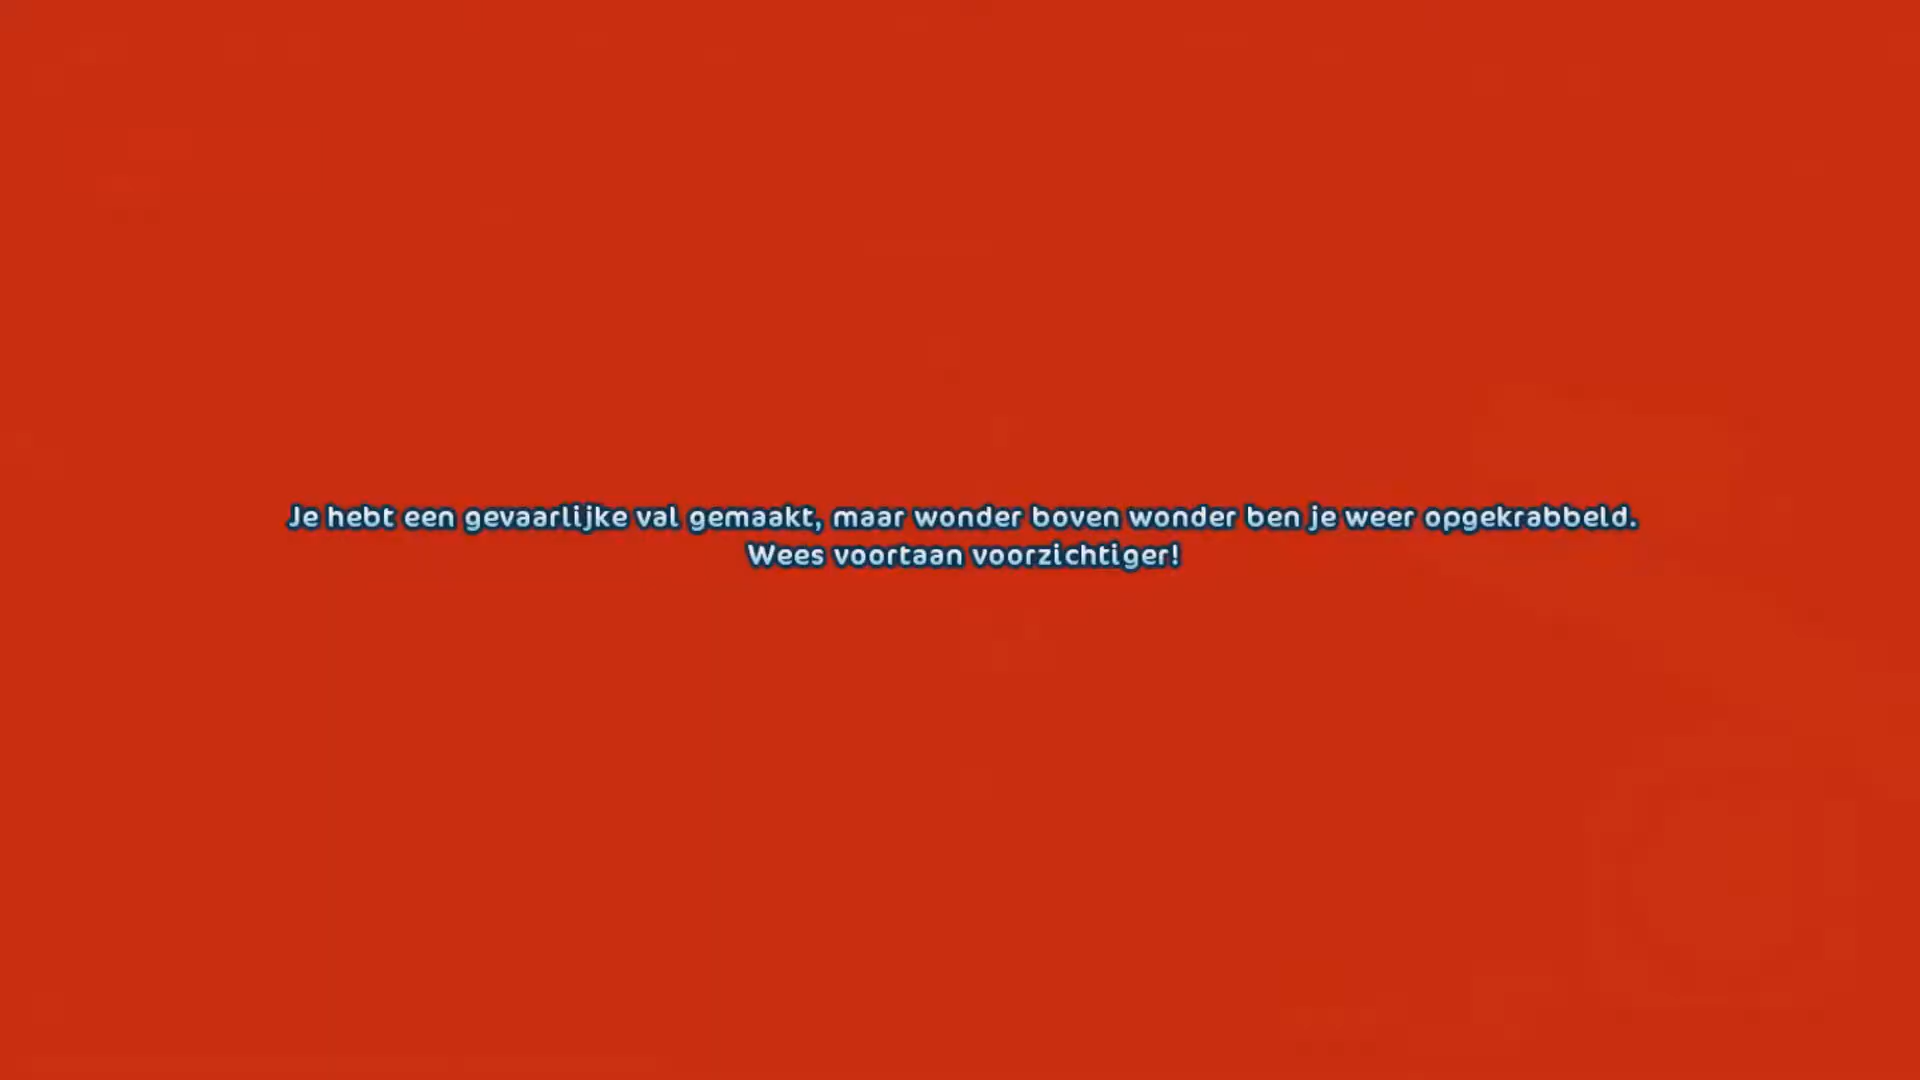 Je hebt een gevaarlijke val gemaakt, maar wonder boven wonder ben je weer opgekrabbeld.
Wees voortaan voorzichtiger!